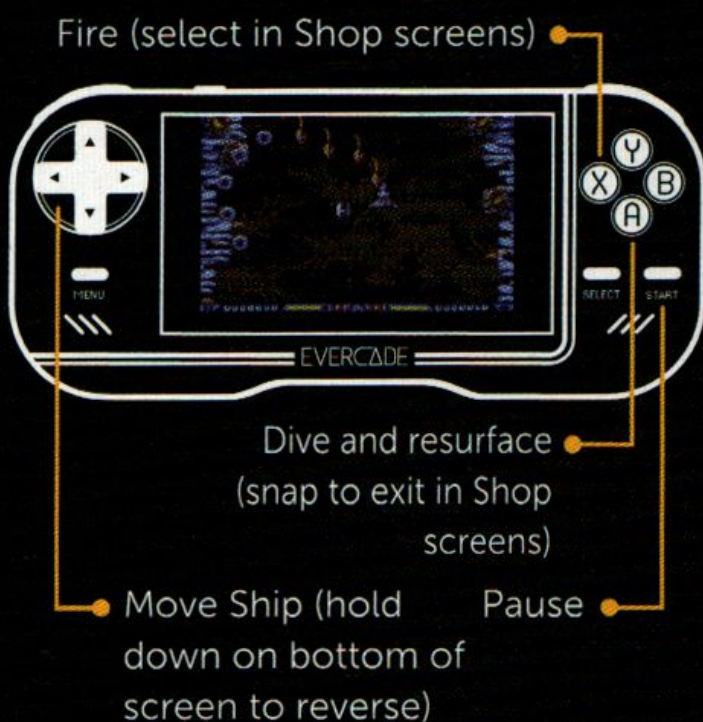 Fire (select in Shop screens)
Y
X B
A
MENU
SELECT START
EVERCADE
Dive and resurface
(snap to exit in Shop
screens)
Move Ship (hold
down on bottom of
screen to reverse)
Pause